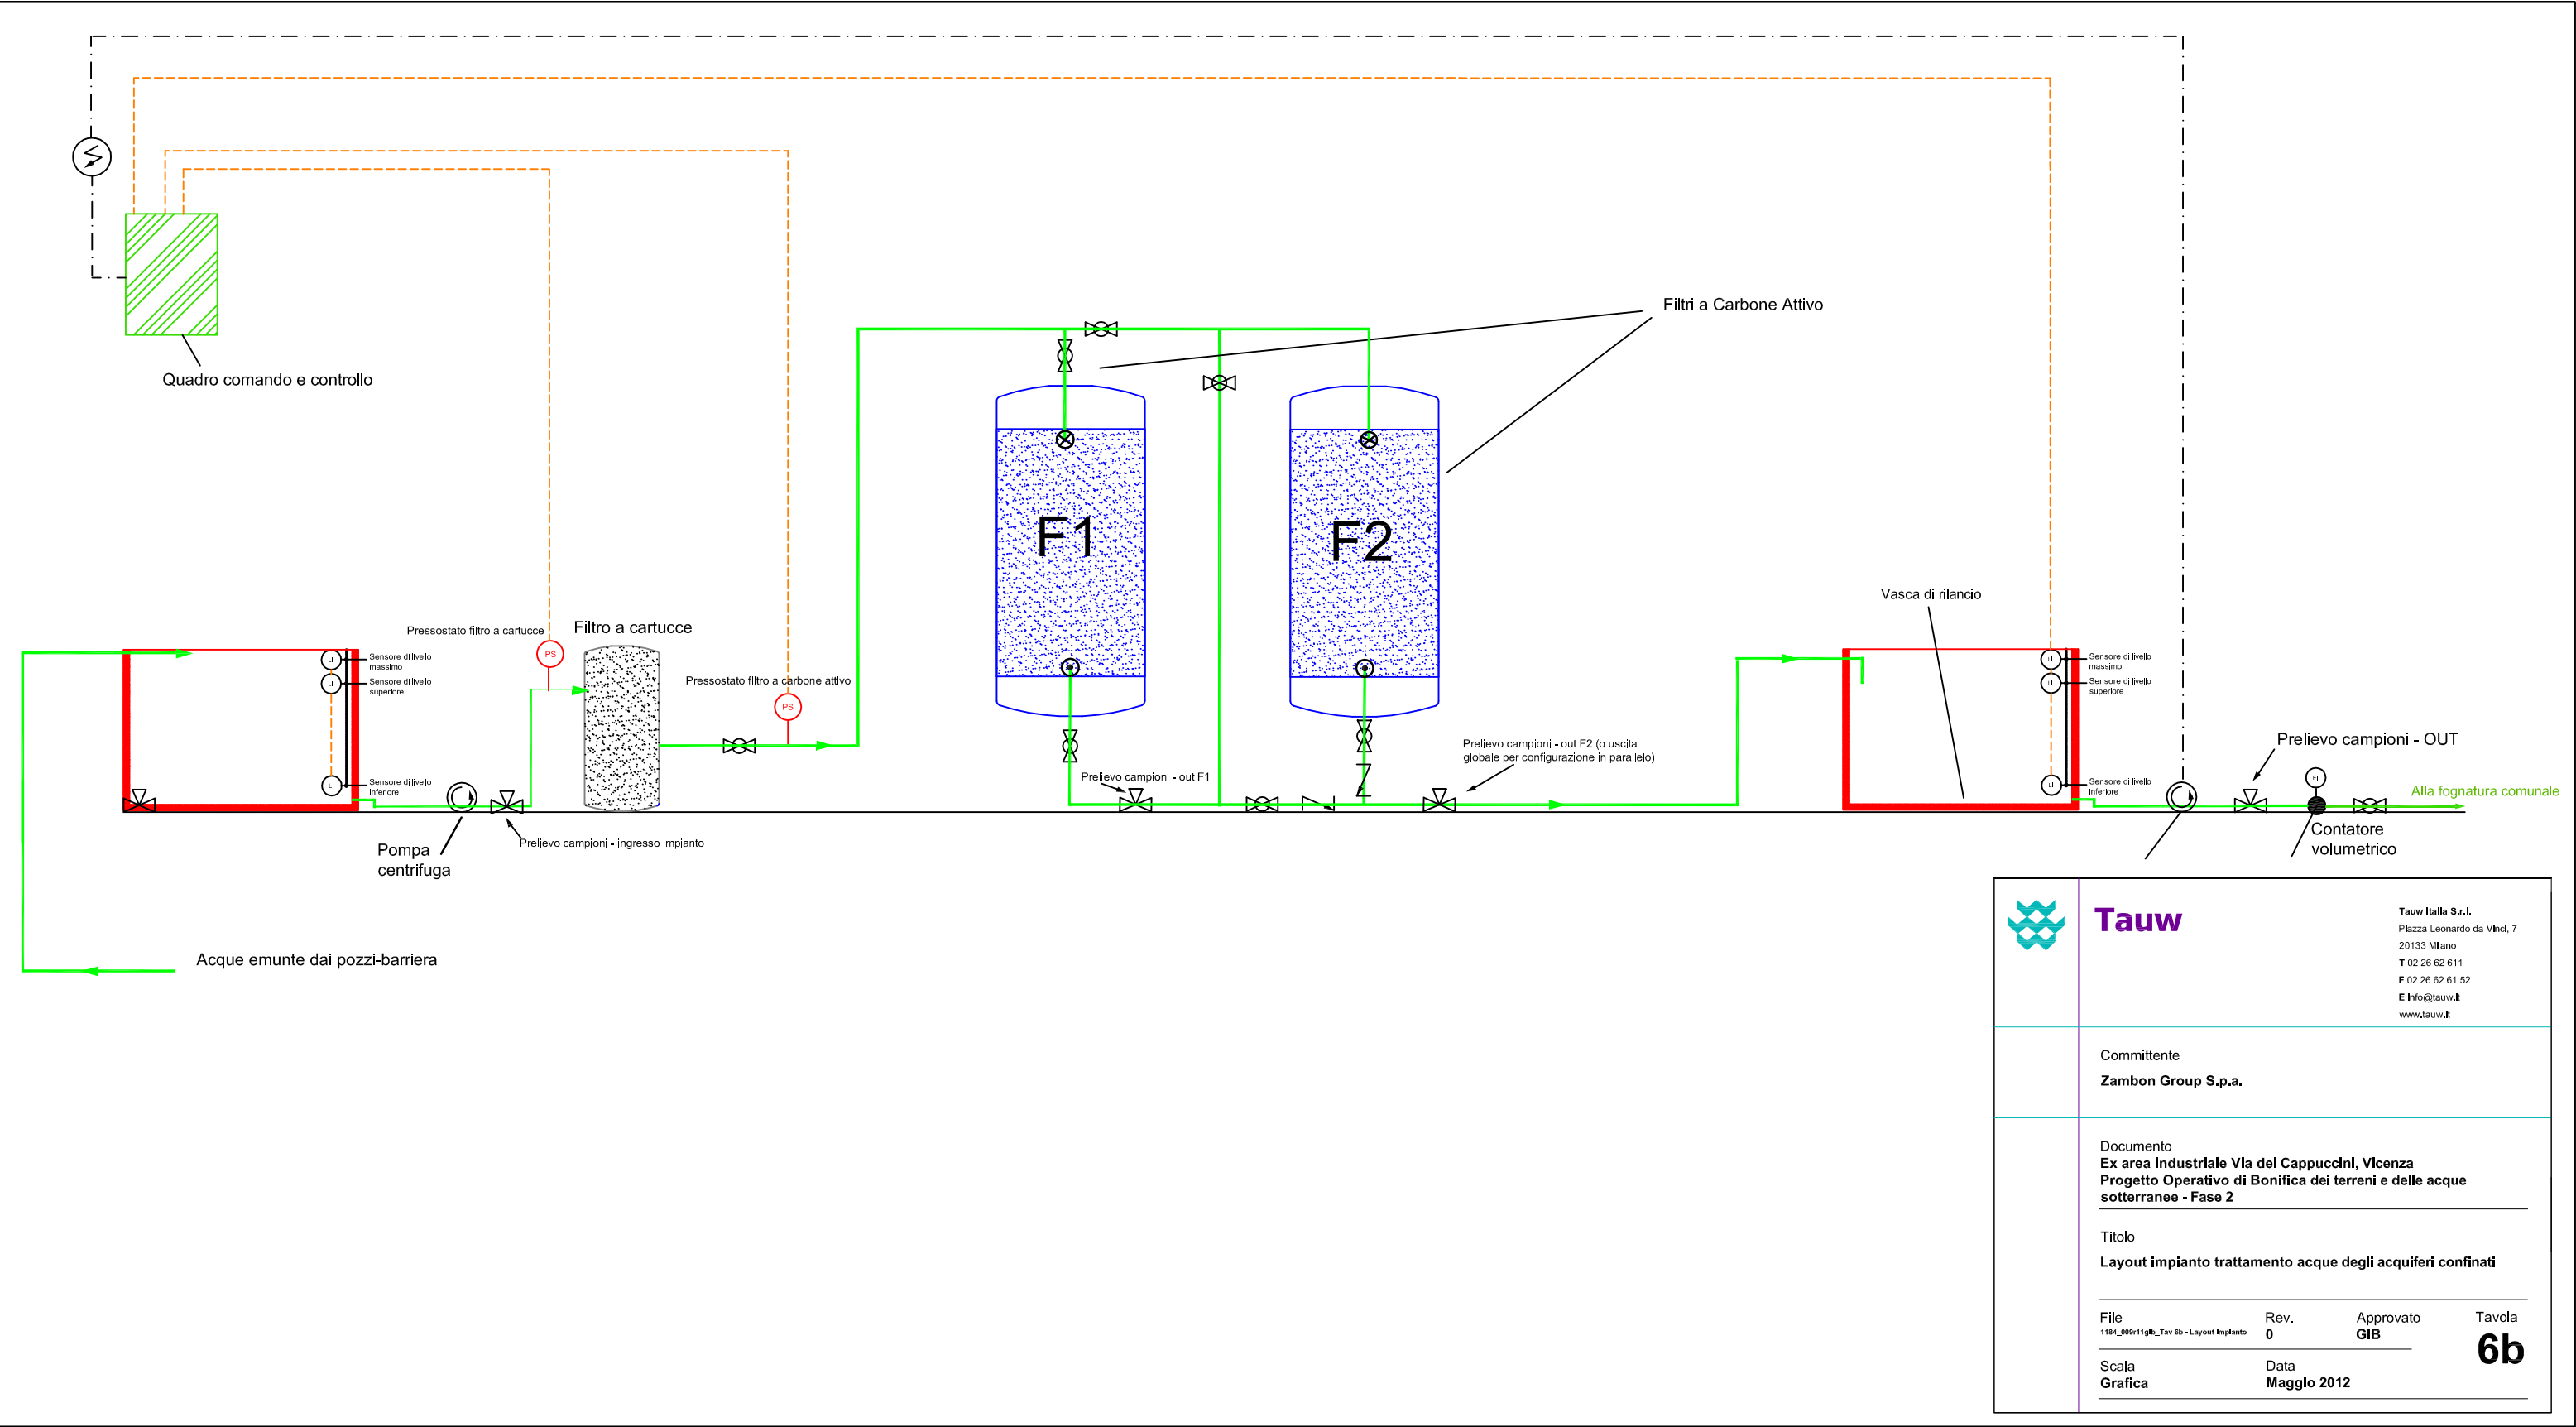 Quadro comando e controllo
Filtri a Carbone Attivo
F1
F2
Pressostato filtro a cartucce
PS
Filtro a cartucce
Pressostato filtro a carbone attivo
PS
LI
Sensore di livello
massimo
LI
Sensore di livello
superiore
LI
Sensore di livello
inferiore
Pompa
centrifuga
Prelievo campioni - ingresso impianto
Prelievo campioni - out F1
Prelievo campioni - out F2 (o uscita
globale per configurazione in parallelo)
Vasca di rilancio
LI
Sensore di livello
massimo
LI
Sensore di livello
superiore
LI
Sensore di livello
inferiore
Prelievo campioni - OUT
FI
Alla fognatura comunale
Contatore
volumetrico
Acque emunte dai pozzi-barriera
Tauw
Tauw Italia S.r.l.
Piazza Leonardo da Vinci, 7
20133 Milano
T 02 26 62 611
F 02 26 62 61 52
E info@tauw.it
www.tauw.it
Committente
Zambon Group S.p.a.
Documento
Ex area industriale Via dei Cappuccini, Vicenza
Progetto Operativo di Bonifica dei terreni e delle acque
sotterranee - Fase 2
Titolo
Layout impianto trattamento acque degli acquiferi confinati
File
1184_009r11gib_Tav 6b - Layout Impianto
Rev.
0
Approvato
GIB
Tavola
6b
Scala
Grafica
Data
Maggio 2012